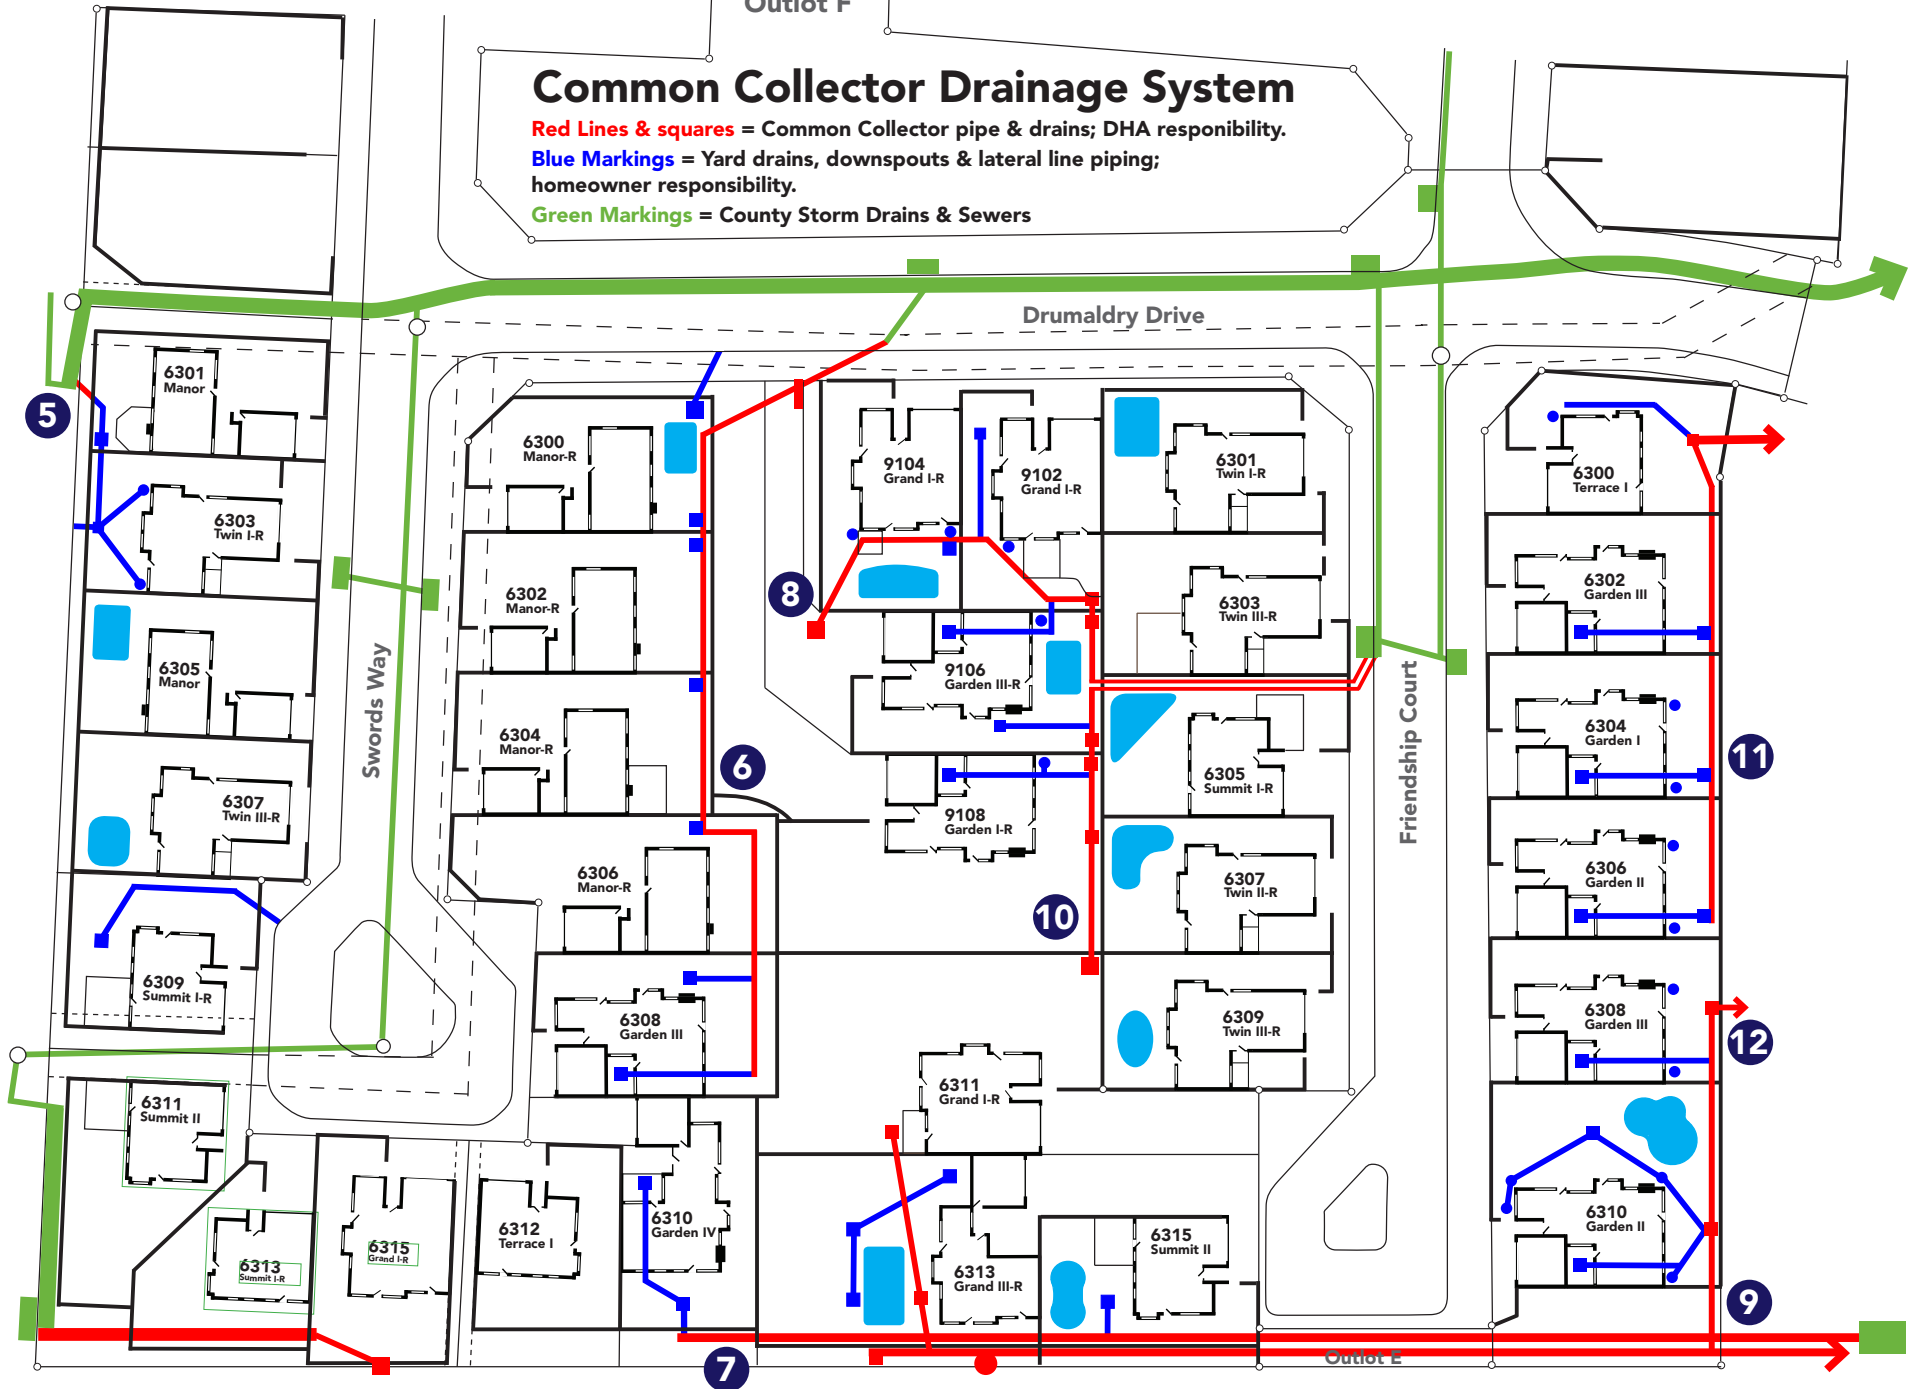 Outlot F
Common Collector Drainage System
Red Lines & squares = Common Collector pipe & drains; DHA responibility.
Blue Markings = Yard drains, downspouts & lateral line piping;
homeowner responsibility.
Green Markings = County Storm Drains & Sewers
Drumaldry Drive
Swords Way
Friendship Court
5
6301
Manor
6303
Twin I-R
6305
Manor
6307
Twin III-R
6309
Summit I-R
6311
Summit II
6313
Summit I-R
6315
Grand I-R
6300
Manor-R
6302
Manor-R
6304
Manor-R
6
6306
Manor-R
6308
Garden III
6310
Garden IV
6312
Terrace I
7
8
9104
Grand I-R
9102
Grand I-R
9106
Garden III-R
9108
Garden I-R
10
6311
Grand I-R
6313
Grand III-R
6315
Summit II
6301
Twin I-R
6303
Twin III-R
6305
Summit I-R
6307
Twin II-R
6309
Twin III-R
6300
Terrace I
6302
Garden III
6304
Garden I
11
6306
Garden II
6308
Garden III
12
6310
Garden II
9
Outlot E